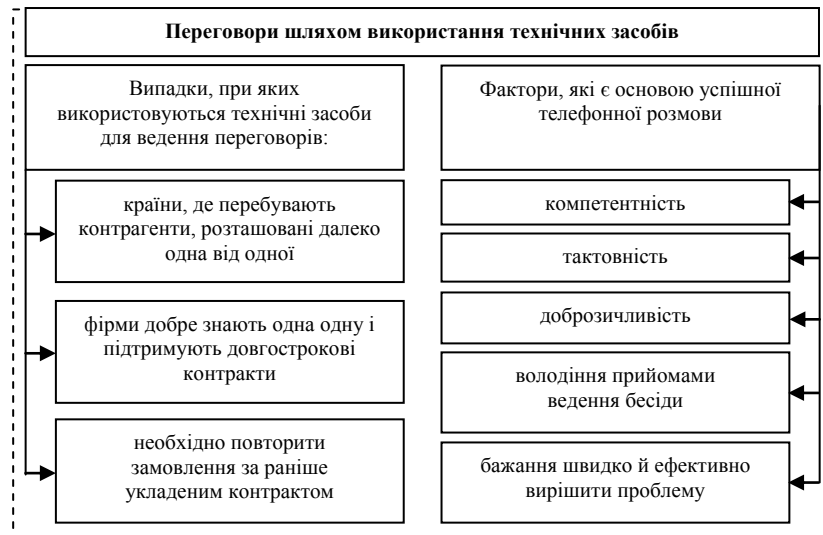 Переговори шляхом використання технічних засобів
Випадки, при яких
використовуються технічні засоби
для ведення переговорів:
країни, де перебувають
контрагенти, розташовані далеко
одна від одної
фірми добре знають одна одну і
підтримують довгострокові
контракти
необхідно повторити
замовлення за раніше
укладеним контрактом
Фактори, які є основою успішної
телефонної розмови
компетентність
тактовність
доброзичливість
володіння прийомами
ведення бесіди
бажання швидко й ефективно
вирішити проблему